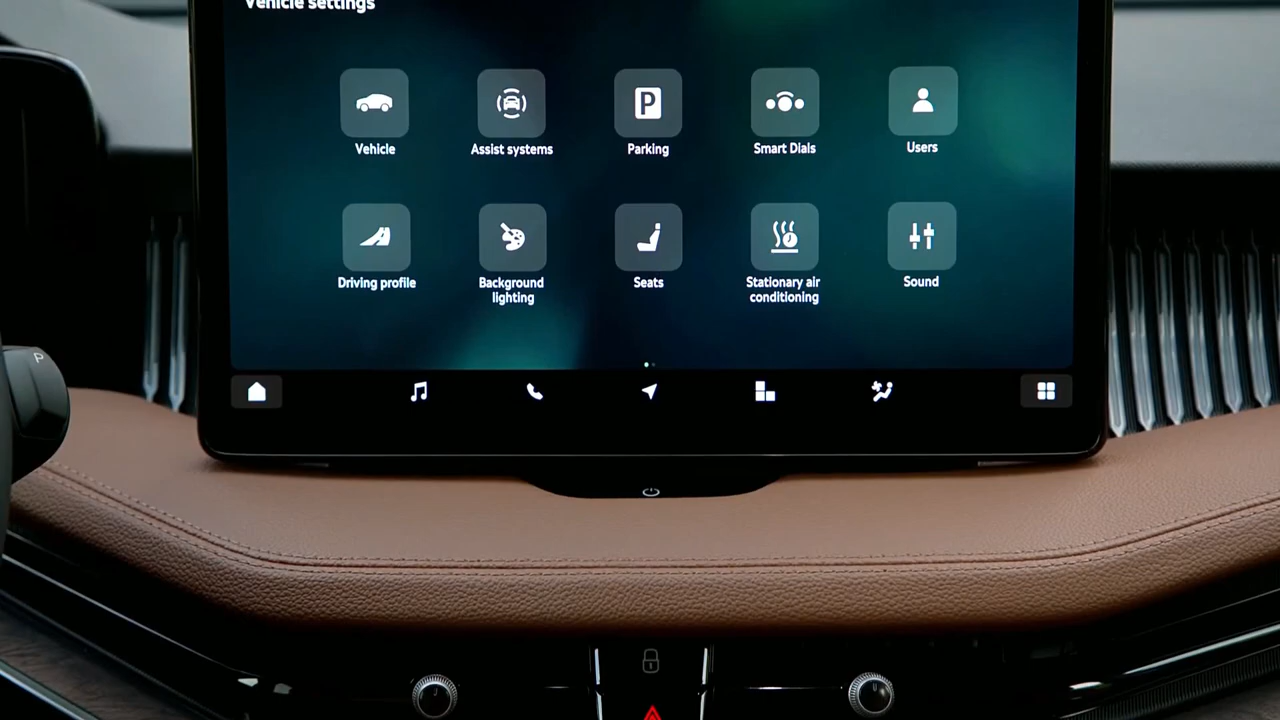 Vehicle settings
Vehicle
Assist systems
P
Parking
Smart Dials
Users
Driving profile
Background
lighting
Seats
Stationary air
conditioning
Sound
P